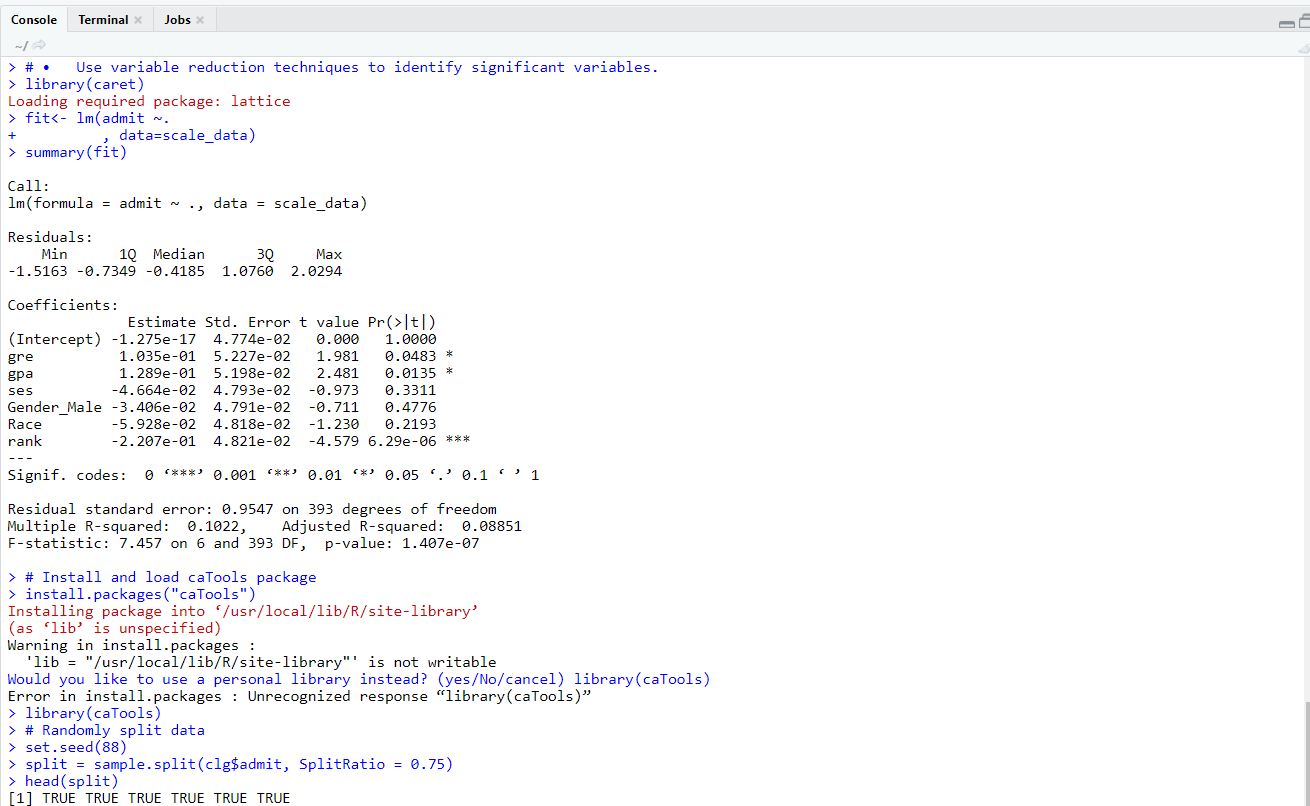 Console Terminal × Jobs ×
~/
> # •   Use variable reduction techniques to identify significant variables.
> library(caret)
Loading required package: lattice
> fit<- lm(admit ~.
+          , data=scale_data)
> summary(fit)
Call:
lm(formula = admit ~ ., data = scale_data)
Residuals:
    Min      1Q  Median      3Q     Max
-1.5163 -0.7349 -0.4185  1.0760  2.0294
Coefficients:
              Estimate Std. Error t value Pr(>|t|)
(Intercept) -1.275e-17  4.774e-02   0.000   1.0000
gre          1.035e-01  5.227e-02   1.981   0.0483 *
gpa          1.289e-01  5.198e-02   2.481   0.0135 *
ses         -4.664e-02  4.793e-02  -0.973   0.3311
Gender_Male -3.406e-02  4.791e-02  -0.711   0.4776
Race        -5.928e-02  4.818e-02  -1.230   0.2193
rank        -2.207e-01  4.821e-02  -4.579 6.29e-06 ***
---
Signif. codes:  0 ‘***’ 0.001 ‘**’ 0.01 ‘*’ 0.05 ‘.’ 0.1 ‘ ’ 1
Residual standard error: 0.9547 on 393 degrees of freedom
Multiple R-squared:  0.1022,    Adjusted R-squared:  0.08851
F-statistic: 7.457 on 6 and 393 DF,  p-value: 1.407e-07
> # Install and load caTools package
> install.packages("caTools")
Installing package into ‘/usr/local/lib/R/site-library’
(as ‘lib’ is unspecified)
Warning in install.packages :
  'lib = "/usr/local/lib/R/site-library"' is not writable
Would you like to use a personal library instead? (yes/No/cancel) library(caTools)
Error in install.packages : Unrecognized response “library(caTools)”
> library(caTools)
> # Randomly split data
> set.seed(88)
> split = sample.split(clg$admit, SplitRatio = 0.75)
> head(split)
[1] TRUE TRUE TRUE TRUE TRUE TRUE